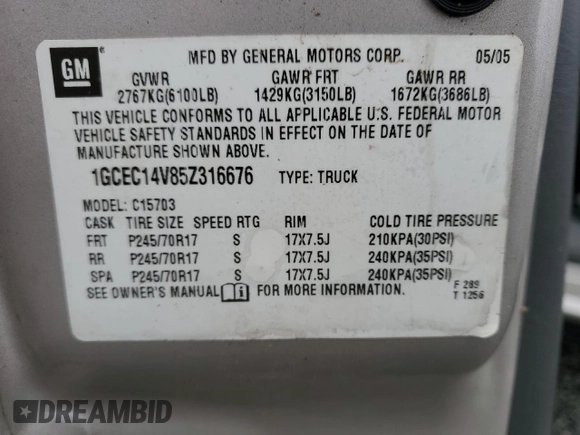 GM
MFD BY GENERAL MOTORS CORP. 05/05
GVWR GAWR FRT GAWR RR
2767KG(6100LB) 1429KG(3150LB) 1672KG(3686LB)
THIS VEHICLE CONFORMS TO ALL APPLICABLE U.S. FEDERAL MOTOR
VEHICLE SAFETY STANDARDS IN EFFECT ON THE DATE OF
MANUFACTURE SHOWN ABOVE.
1GCEC14V85Z316676 TYPE: TRUCK
MODEL: C15703
CASK TIRE SIZE SPEED RTG RIM COLD TIRE PRESSURE
FRT P245/70R17 S 17X7.5J 210KPA(30PSI)
RR P245/70R17 S 17X7.5J 240KPA(35PSI)
SPA P245/70R17 S 17X7.5J 240KPA(35PSI)
SEE OWNER'S MANUAL i FOR MORE INFORMATION.
F 289
T 1256
DREAMBID